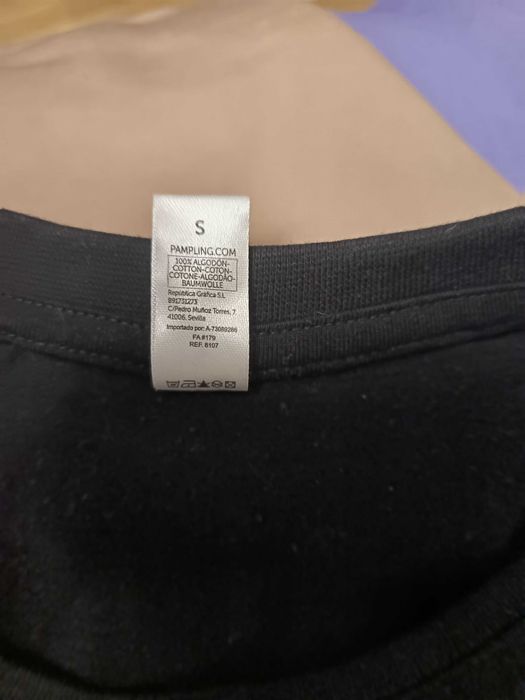 S
PAMPLING.COM
100% ALGODÓN-
COTTON-COTON-
COTONE-ALGODÃO-
BAUMWOLLE
República Gráfica S.L
B91731273
C/Pedro Muñoz Torres, 7
41006, Sevilla
Importado por: A-73089286
FA #179
REF. 8107